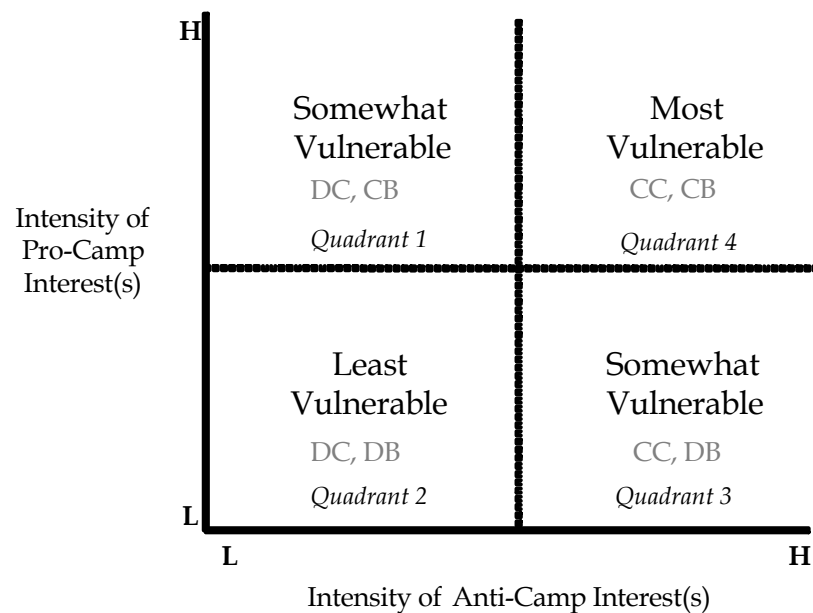 H
Somewhat
Vulnerable
DC, CB
Quadrant 1
Most
Vulnerable
CC, CB
Quadrant 4
Intensity of
Pro-Camp
Interest(s)
Least
Vulnerable
DC, DB
Quadrant 2
Somewhat
Vulnerable
CC, DB
Quadrant 3
L
L
H
Intensity of Anti-Camp Interest(s)